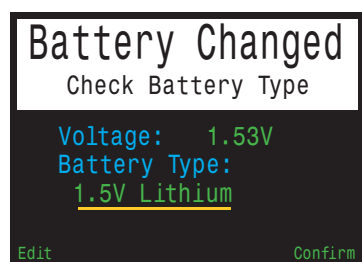 Battery Changed
Check Battery Type
Voltage: 1.53V
Battery Type:
1.5V Lithium
Edit Confirm